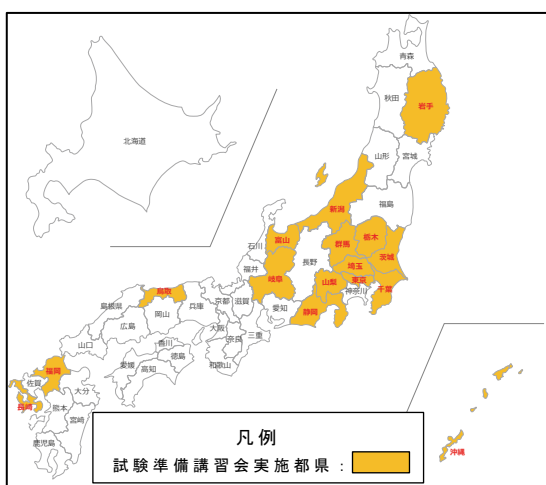 青森
秋田
岩手
北海道
山形
宮城
新潟
福島
富山
石川
群馬
栃木
長野
茨城
福井
埼玉
岐阜
山梨
東京
鳥取
千葉
神奈川
島根県
兵庫
京都
滋賀
静岡
愛知
岡山
広島
大阪
奈良
三重
山口
香川
福岡
徳島
佐賀
愛媛
高知
和歌山
大分
長崎
熊本
宮崎
鹿児島
沖縄
凡例
試験準備講習会実施都県: